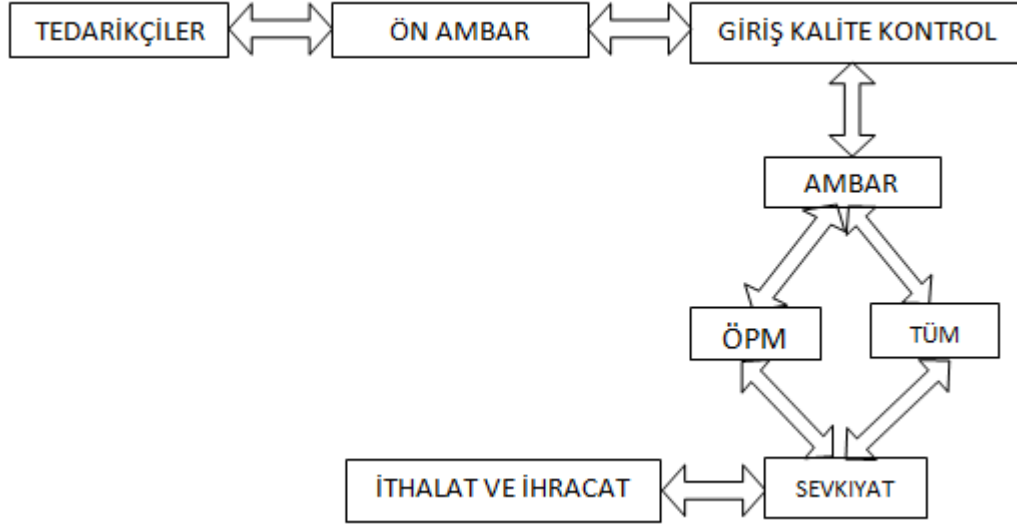 TEDARİKÇİLER
ÖN AMBAR
GİRİŞ KALİTE KONTROL
AMBAR
ÖPM
TÜM
İTHALAT VE İHRACAT
SEVKIYAT